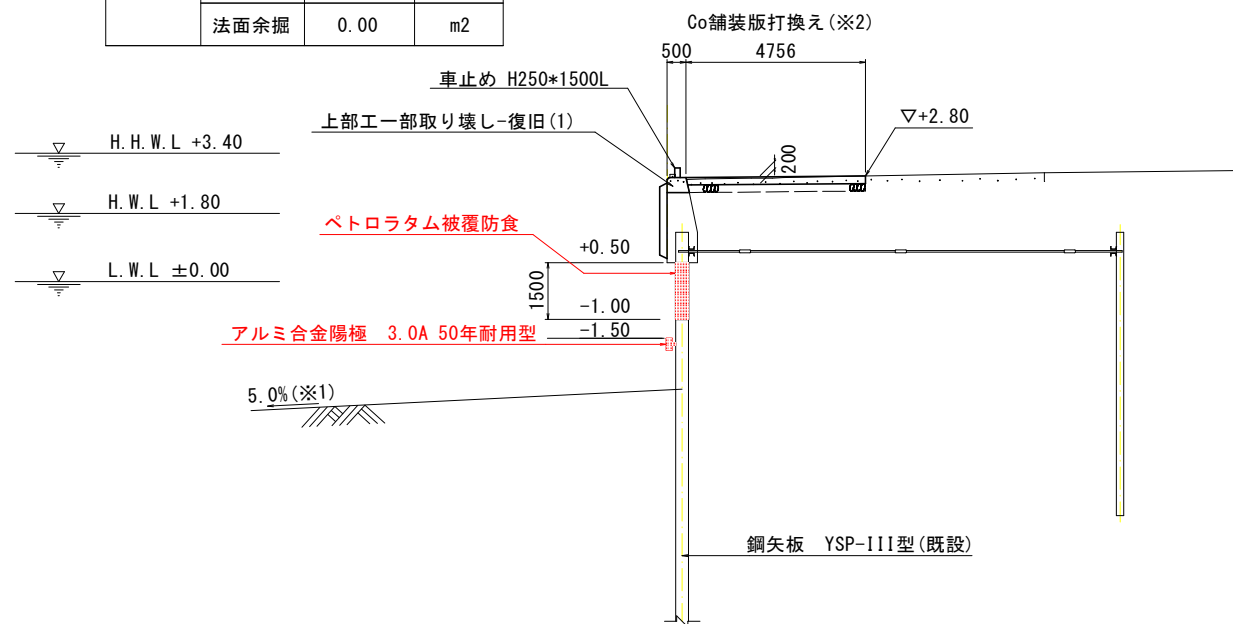 法面余掘 0.00 m2
Co舗装版打換え(※2)
500 4756
車止め H250*1500L
上部工一部取り壊し-復旧(1)
▽+2.80
200
H.H.W.L +3.40
H.W.L +1.80
L.W.L ±0.00
ペトロラタム被覆防食
+0.50
1500
-1.00
アルミ合金陽極 3.0A 50年耐用型
-1.50
5.0%(※1)
鋼矢板 YSP-III型(既設)